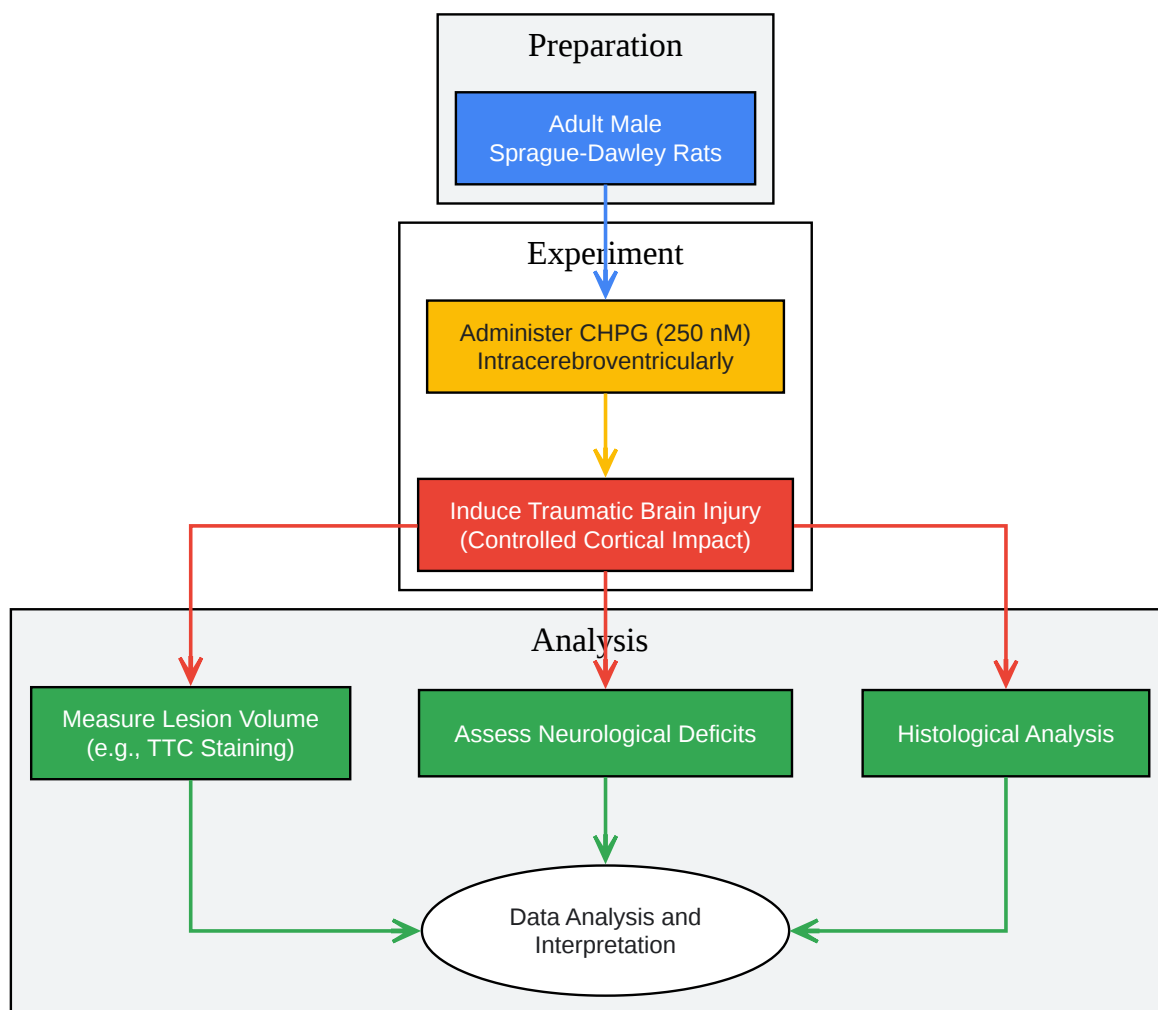 Preparation
Adult Male
Sprague-Dawley Rats
Experiment
Administer CHPG (250 nM)
Intracerebroventricularly
Induce Traumatic Brain Injury
(Controlled Cortical Impact)
Analysis
Measure Lesion Volume
(e.g., TTC Staining)
Assess Neurological Deficits
Histological Analysis
Data Analysis and
Interpretation